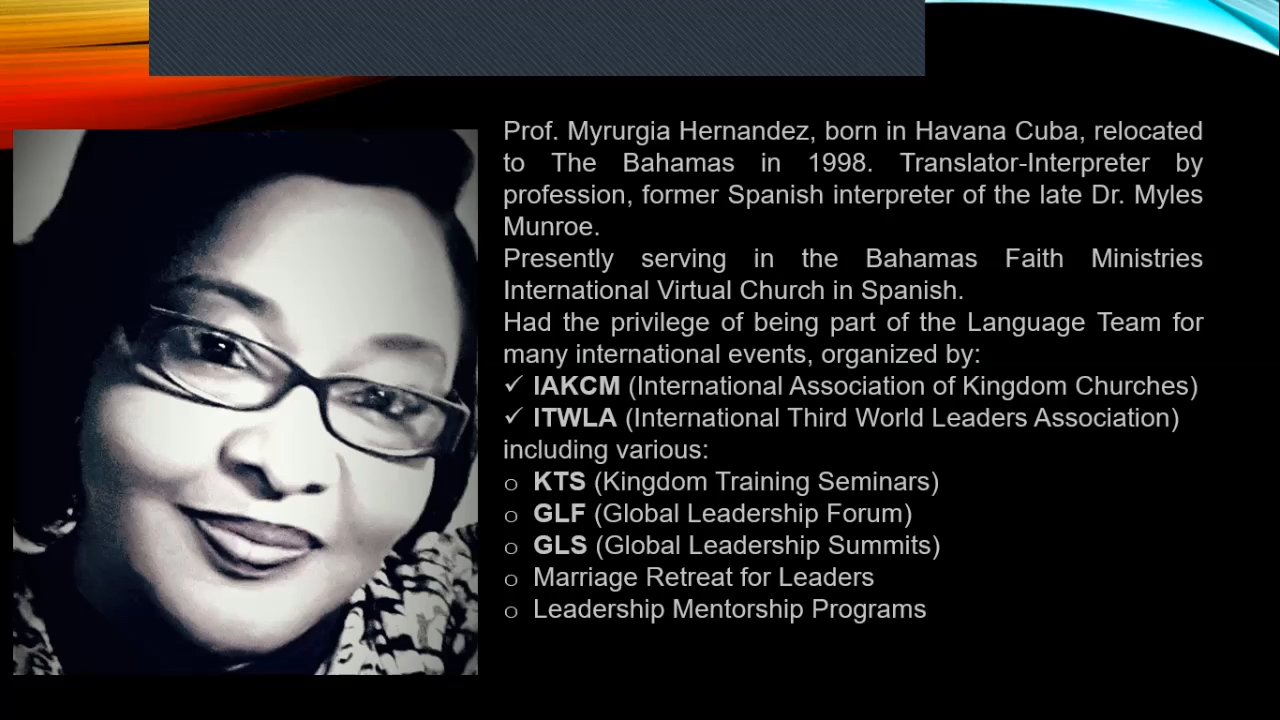 Prof. Myrurgia Hernandez, born in Havana Cuba, relocated
to The Bahamas in 1998. Translator-Interpreter by
profession, former Spanish interpreter of the late Dr. Myles
Munroe.
Presently serving in the Bahamas Faith Ministries
International Virtual Church in Spanish.
Had the privilege of being part of the Language Team for
many international events, organized by:
✓ IAKCM (International Association of Kingdom Churches)
✓ ITWLA (International Third World Leaders Association)
including various:
o KTS (Kingdom Training Seminars)
o GLF (Global Leadership Forum)
o GLS (Global Leadership Summits)
o Marriage Retreat for Leaders
o Leadership Mentorship Programs